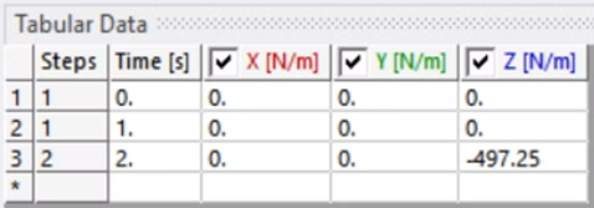 Tabular Data
Steps Time [s] X [N/m] Y [N/m] Z [N/m]
1 1 0. 0. 0. 0.
2 1 1. 0. 0. 0.
3 2 2. 0. 0. -497.25
*